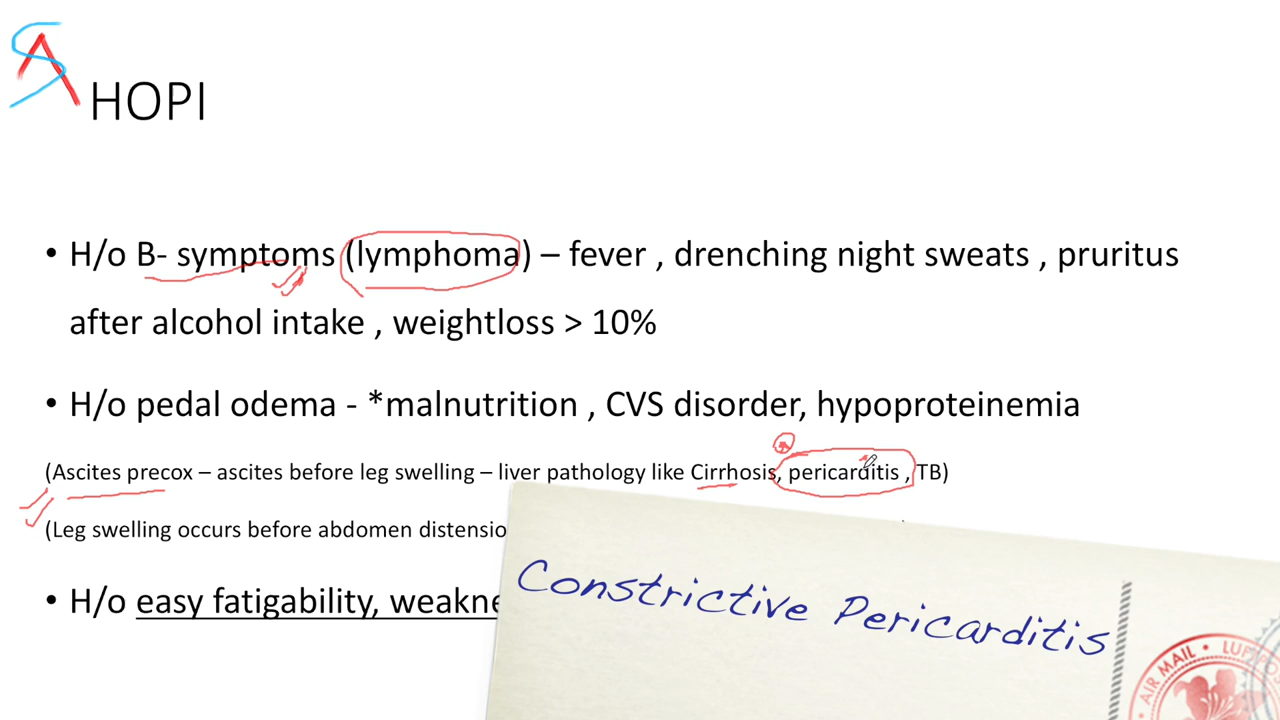 SA
HOPI
• H/o B- symptoms (lymphoma) – fever , drenching night sweats , pruritus
after alcohol intake , weightloss > 10%
• H/o pedal odema - *malnutrition , CVS disorder, hypoproteinemia
(Ascites precox – ascites before leg swelling – liver pathology like Cirrhosis, pericarditis , TB)
(Leg swelling occurs before abdomen distensio
• H/o easy fatigability, weakne
Constrictive Pericarditis
AIR MAIL • LUF